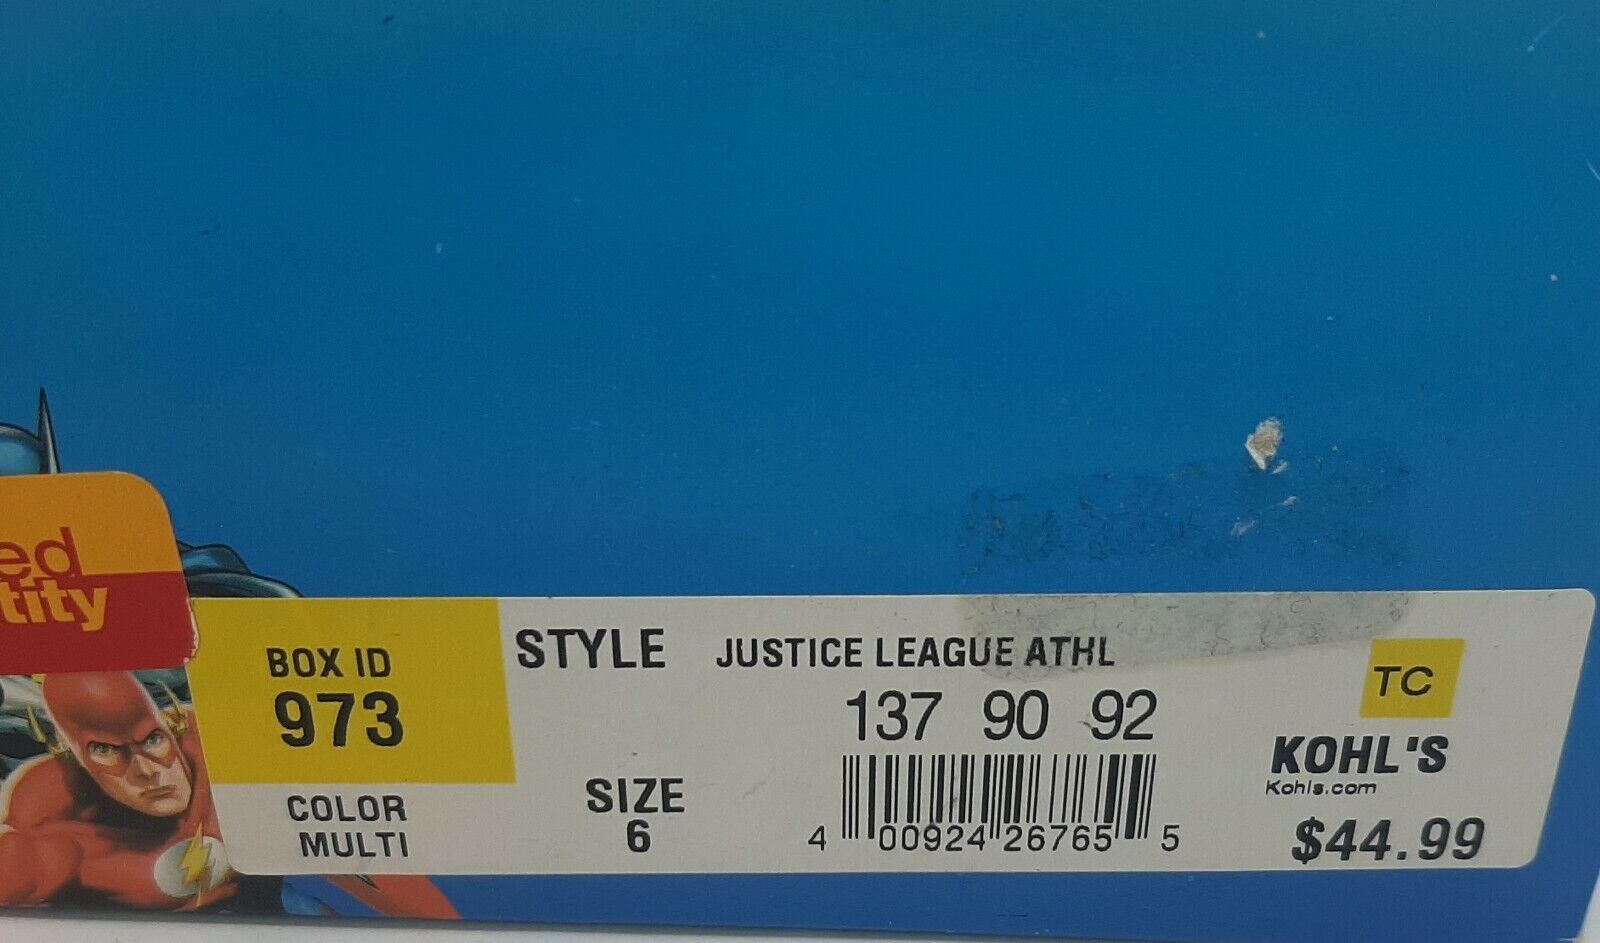 ed
tity
BOX ID
973
COLOR
MULTI
STYLE
JUSTICE LEAGUE ATHL
137 90 92
SIZE
6
4 00924 26765 5
TC
KOHL'S
Kohls.com
$44.99